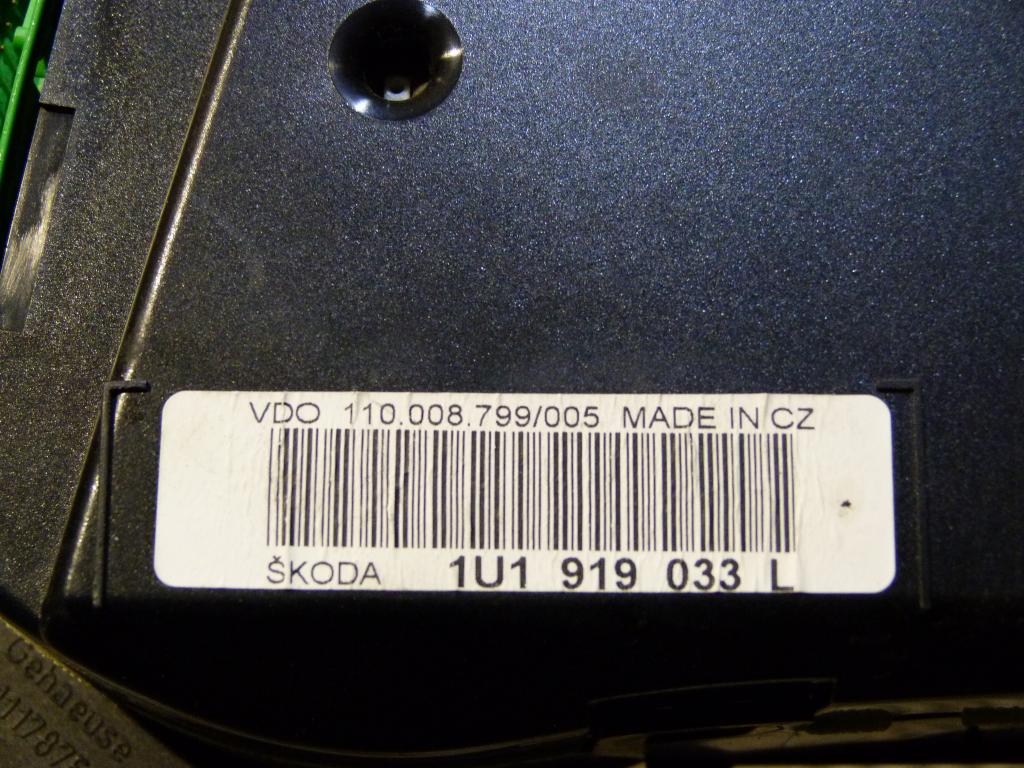 VDO 110.008.799/005 MADE IN CZ
ŠKODA 1U1 919 033 L
Gehaeuse